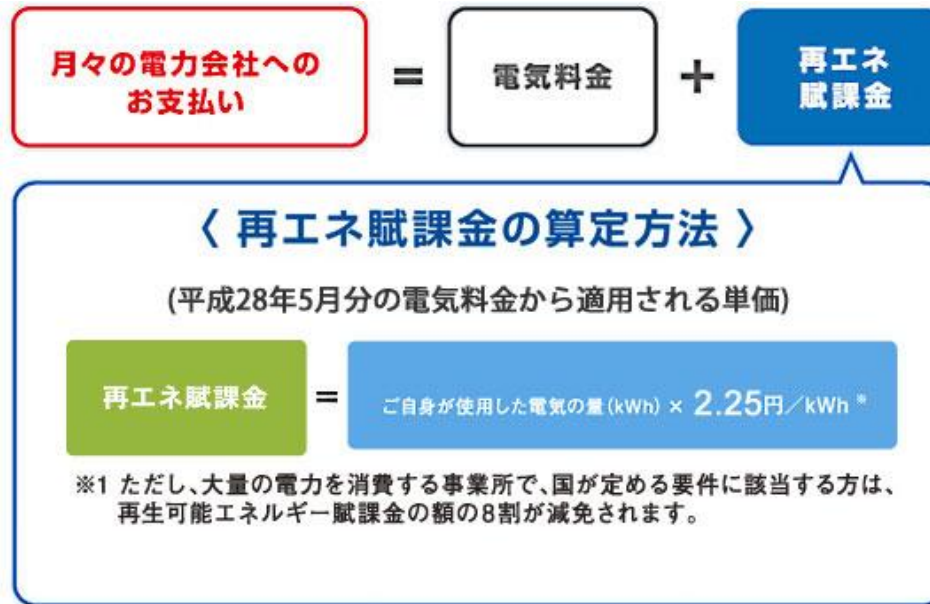 月々の電力会社への
お支払い
=
電気料金
+
再エネ
賦課金
〈 再エネ賦課金の算定方法 〉
(平成28年5月分の電気料金から適用される単価)
再エネ賦課金 = ご自身が使用した電気の量(kWh) × 2.25円/kWh ※
※1 ただし、大量の電力を消費する事業所で、国が定める要件に該当する方は、
再生可能エネルギー賦課金の額の8割が減免されます。